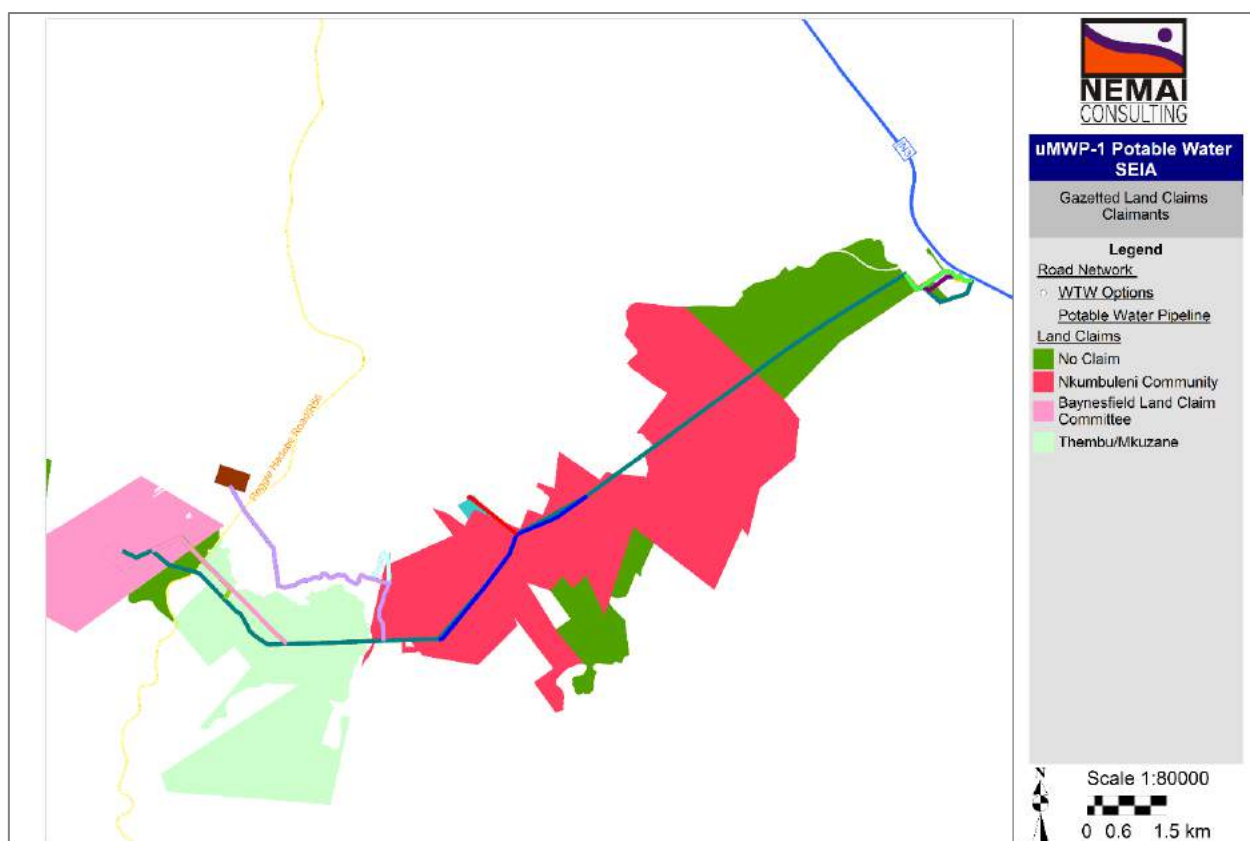 NEMAI
CONSULTING
uMWP-1 Potable Water
SEIA
Gazetted Land Claims
Claimants
Legend
Road Network
WTW Options
Potable Water Pipeline
Land Claims
No Claim
Nkumbuleni Community
Baynesfield Land Claim
Committee
Thembu/Mkuzane
N
Scale 1:80000
0 0.6 1.5 km
N3
Road/R56